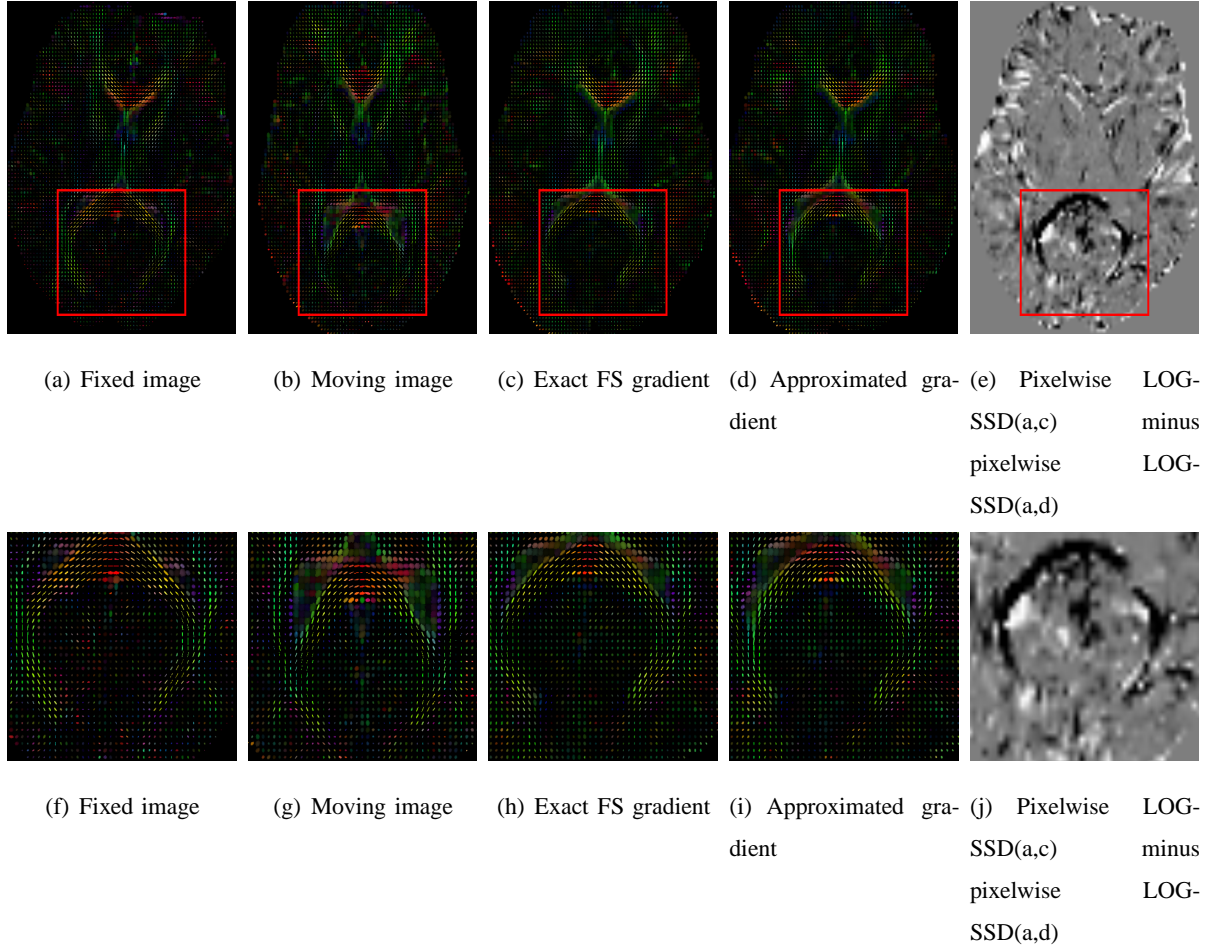 (a) Fixed image
(b) Moving image
(c) Exact FS gradient
(d) Approximated gra-
dient
(e) Pixelwise LOG-
SSD(a,c) minus
pixelwise LOG-
SSD(a,d)
(f) Fixed image
(g) Moving image
(h) Exact FS gradient
(i) Approximated gra-
dient
(j) Pixelwise LOG-
SSD(a,c) minus
pixelwise LOG-
SSD(a,d)